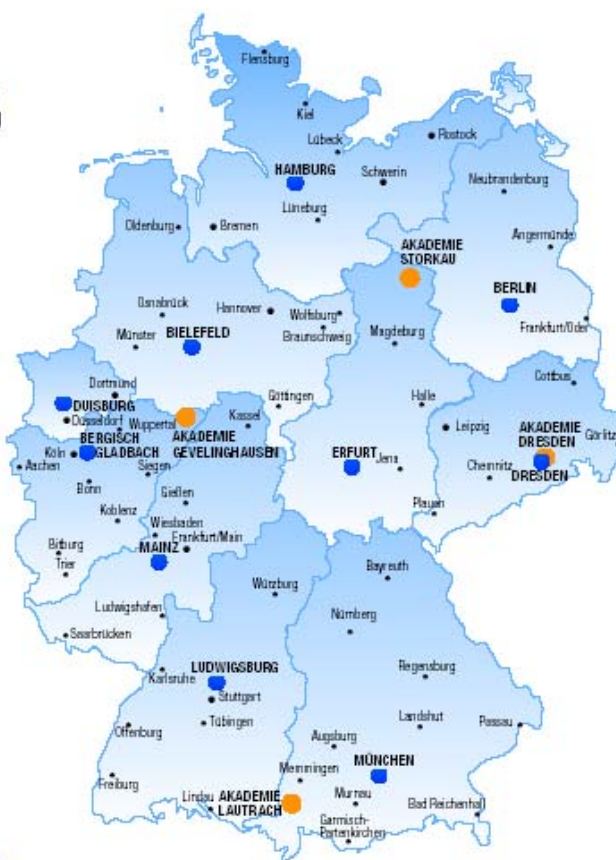 Flensburg
Kiel
Rostock
Lübeck
HAMBURG
Schwerin
Neubrandenburg
Lüneburg
Oldenburg
Bremen
AKADEMIE
STORKAU
Angermünde
BERLIN
Osnabrück
Hannover
Wolfsburg
Frankfurt/Oder
BIELEFELD
Braunschweig
Magdeburg
Münster
Dortmund
Göttingen
Halle
Cottbus
DUISBURG
Düsseldorf
Wuppertal
AKADEMIE
GEVELINGHAUSEN
Kassel
Leipzig
AKADEMIE
DRESDEN
Görlitz
BERGISCH
GLADBACH
Köln
Aachen
Siegen
ERFURT
Jena
Chemnitz
DRESDEN
Bonn
Gießen
Koblenz
Plauen
Wiesbaden
Frankfurt/Main
Bitburg
MAINZ
Trier
Bayreuth
Würzburg
Ludwigshafen
Nürnberg
Saarbrücken
LUDWIGSBURG
Karlsruhe
Regensburg
Stuttgart
Offenburg
Tübingen
Landshut
Passau
Augsburg
MÜNCHEN
Freiburg
Memmingen
Lindau
AKADEMIE
LAUTRACH
Murnau
Bad Reichenhall
Garmisch-
Partenkirchen